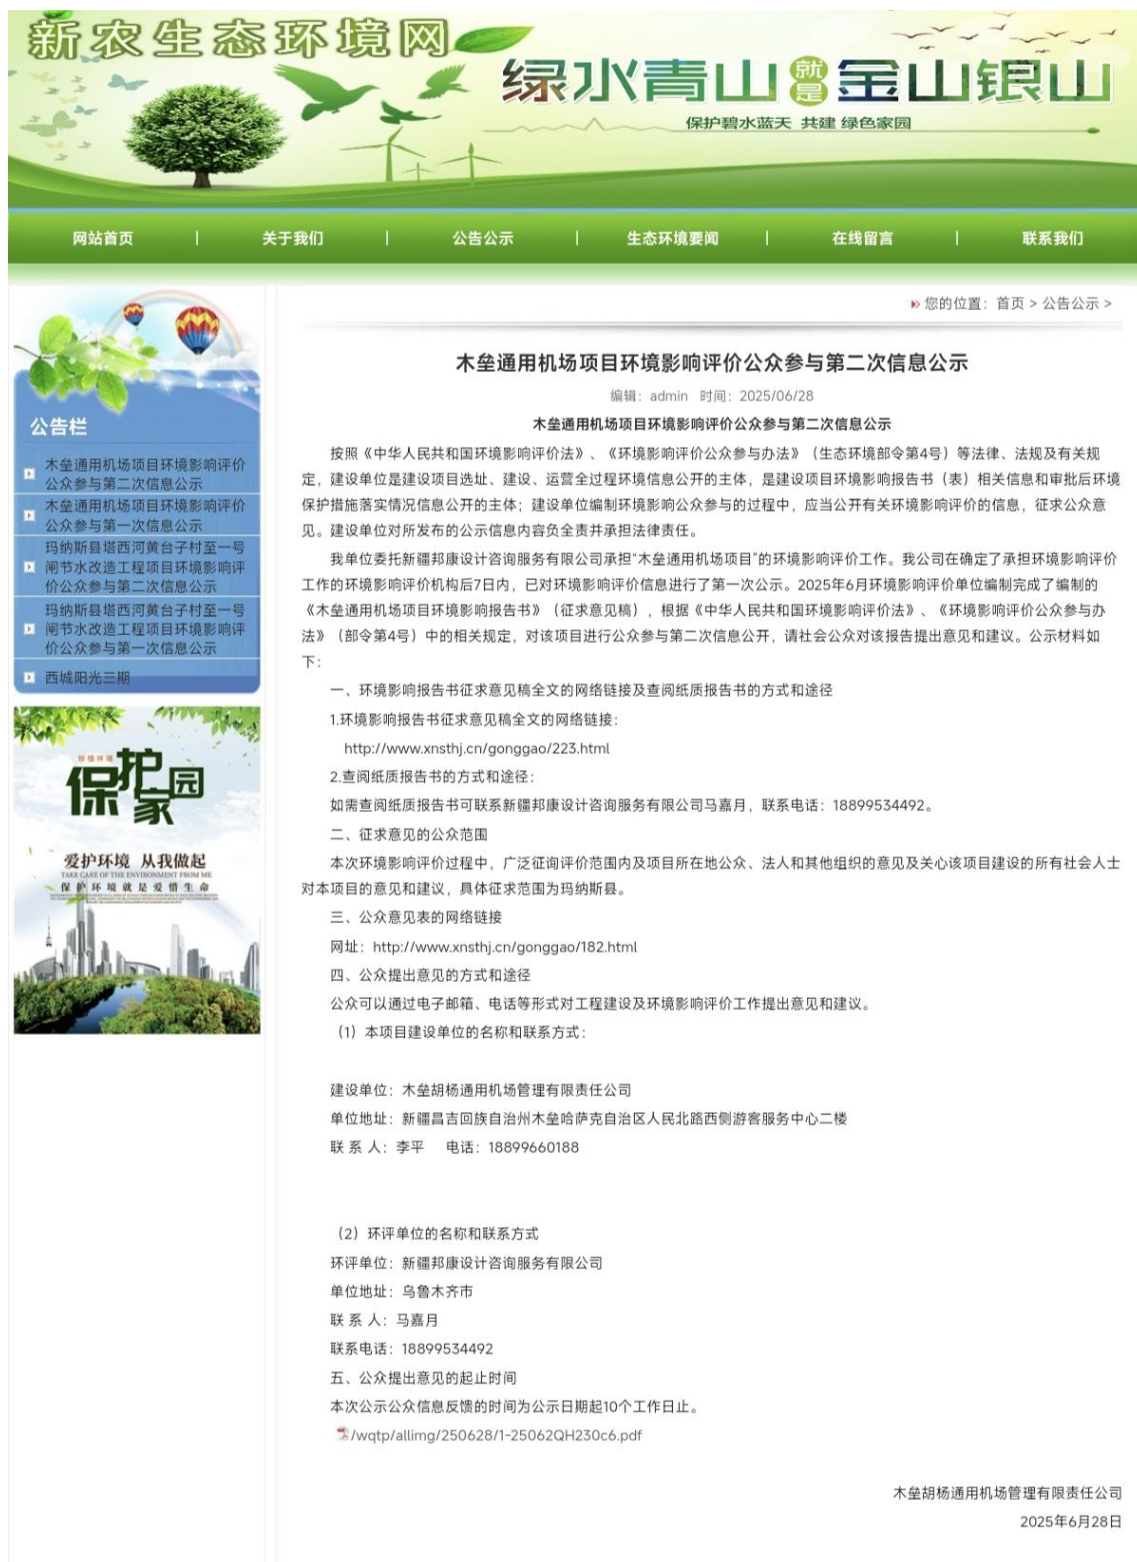 新农生态环境网
绿水青山就是金山银山
保护碧水蓝天 共建 绿色家园
网站首页 | 关于我们 | 公告公示 | 生态环境要闻 | 在线留言 | 联系我们
您的位置：首页 > 公告公示 >
公告栏
木垒通用机场项目环境影响评价
公众参与第二次信息公示
木垒通用机场项目环境影响评价
公众参与第一次信息公示
玛纳斯县塔西河黄台子村至一号
闸节水改造工程项目环境影响评
价公众参与第二次信息公示
玛纳斯县塔西河黄台子村至一号
闸节水改造工程项目环境影响评
价公众参与第一次信息公示
西城阳光三期
保护家园
爱护环境 从我做起
TAKE CARE OF THE ENVIRONMENT FROM ME
保护环境就是爱惜生命
木垒通用机场项目环境影响评价公众参与第二次信息公示
编辑：admin 时间：2025/06/28
木垒通用机场项目环境影响评价公众参与第二次信息公示
按照《中华人民共和国环境影响评价法》、《环境影响评价公众参与办法》（生态环境部令第4号）等法律、法规及有关规
定，建设单位是建设项目选址、建设、运营全过程环境信息公开的主体，是建设项目环境影响报告书（表）相关信息和审批后环境
保护措施落实情况信息公开的主体；建设单位编制环境影响公众参与的过程中，应当公开有关环境影响评价的信息，征求公众意
见。建设单位对所发布的公示信息内容负全责并承担法律责任。
我单位委托新疆邦康设计咨询服务有限公司承担“木垒通用机场项目”的环境影响评价工作。我公司在确定了承担环境影响评价
工作的环境影响评价机构后7日内，已对环境影响评价信息进行了第一次公示。2025年6月环境影响评价单位编制完成了编制的
《木垒通用机场项目环境影响报告书》（征求意见稿），根据《中华人民共和国环境影响评价法》、《环境影响评价公众参与办
法》（部令第4号）中的相关规定，对该项目进行公众参与第二次信息公开，请社会公众对该报告提出意见和建议。公示材料如
下：
一、环境影响报告书征求意见稿全文的网络链接及查阅纸质报告书的方式和途径
1.环境影响报告书征求意见稿全文的网络链接：
http://www.xnsthj.cn/gonggao/223.html
2.查阅纸质报告书的方式和途径：
如需查阅纸质报告书可联系新疆邦康设计咨询服务有限公司马嘉月，联系电话：18899534492。
二、征求意见的公众范围
本次环境影响评价过程中，广泛征询评价范围内及项目所在地公众、法人和其他组织的意见及关心该项目建设的所有社会人士
对本项目的意见和建议，具体征求范围为玛纳斯县。
三、公众意见表的网络链接
网址：http://www.xnsthj.cn/gonggao/182.html
四、公众提出意见的方式和途径
公众可以通过电子邮箱、电话等形式对工程建设及环境影响评价工作提出意见和建议。
（1）本项目建设单位的名称和联系方式：
建设单位：木垒胡杨通用机场管理有限责任公司
单位地址：新疆昌吉回族自治州木垒哈萨克自治区人民北路西侧游客服务中心二楼
联 系 人：李平 电话：18899660188
（2）环评单位的名称和联系方式
环评单位：新疆邦康设计咨询服务有限公司
单位地址：乌鲁木齐市
联 系 人：马嘉月
联系电话：18899534492
五、公众提出意见的起止时间
本次公示公众信息反馈的时间为公示日期起10个工作日止。
/wqtp/allimg/250628/1-25062QH230c6.pdf
木垒胡杨通用机场管理有限责任公司
2025年6月28日